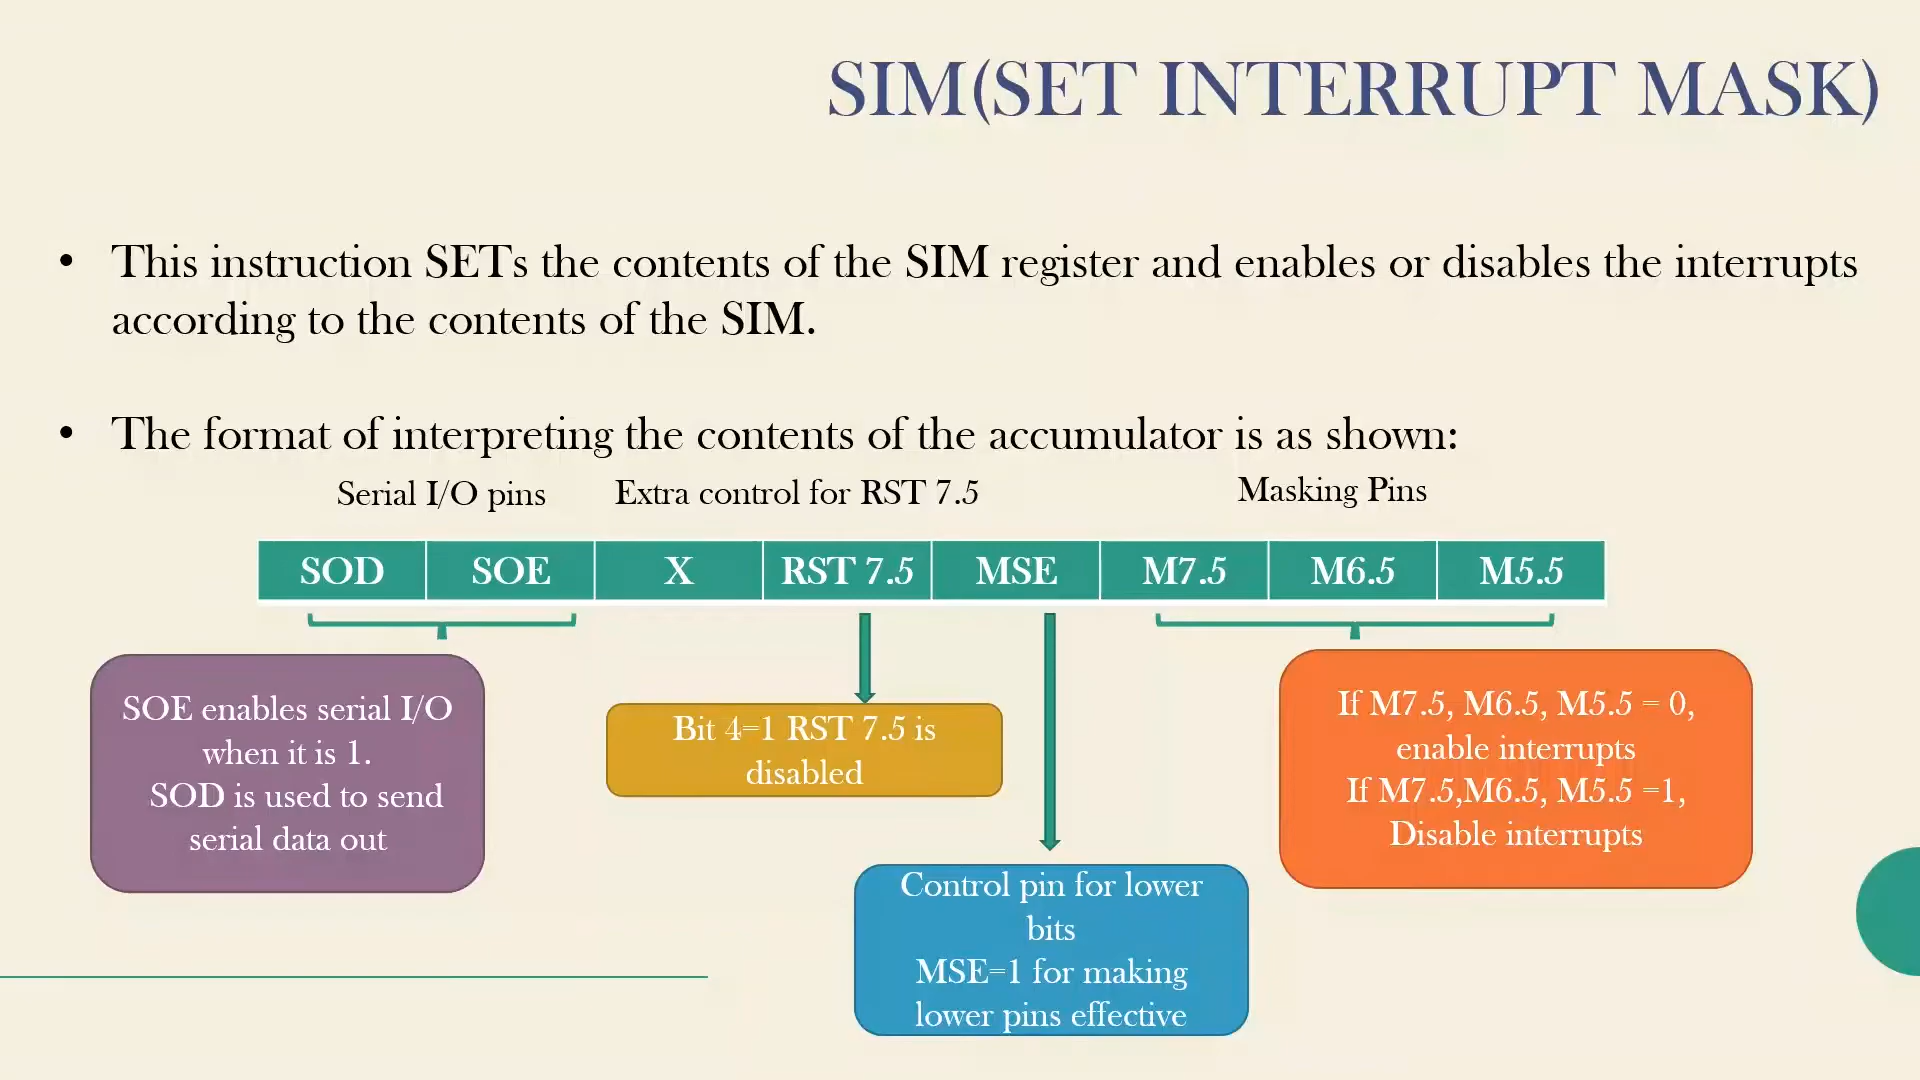 SIM(SET INTERRUPT MASK)
• This instruction SETs the contents of the SIM register and enables or disables the interrupts
according to the contents of the SIM.
• The format of interpreting the contents of the accumulator is as shown:
Serial I/O pins
Extra control for RST 7.5
Masking Pins
SOD SOE X RST 7.5 MSE M7.5 M6.5 M5.5
SOE enables serial I/O
when it is 1.
SOD is used to send
serial data out
Bit 4=1 RST 7.5 is
disabled
Control pin for lower
bits
MSE=1 for making
lower pins effective
If M7.5, M6.5, M5.5 = 0,
enable interrupts
If M7.5,M6.5, M5.5 =1,
Disable interrupts